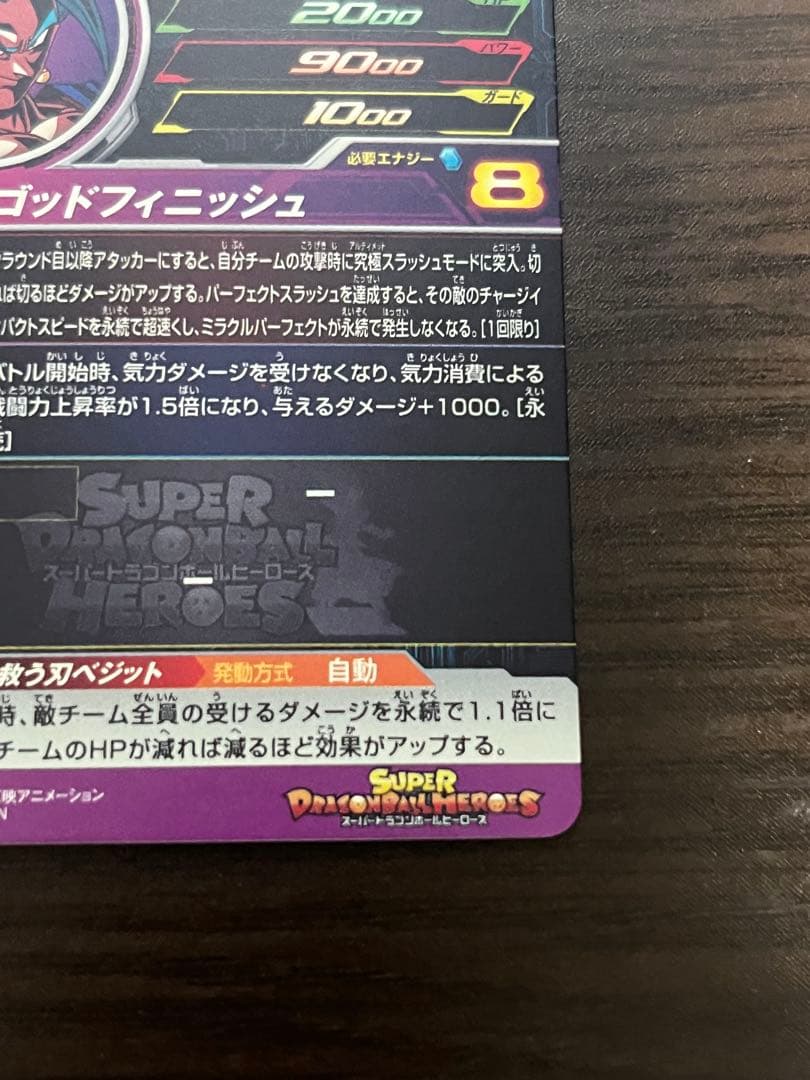 2000
パワー
9000
ガード
1000
必要エナジー 8
ゴッドフィニッシュ
ラウンド目以降アタッカーにすると、自分チームの攻撃時に究極スラッシュモードに突入。切
れば切るほどダメージがアップする。パーフェクトスラッシュを達成すると、その敵のチャージイ
ンパクトスピードを永続で超速くし、ミラクルパーフェクトが永続で発生しなくなる。[1回限り]
バトル開始時、気力ダメージを受けなくなり、気力消費による
戦闘力上昇率が1.5倍になり、与えるダメージ+1000。[永
続]
SUPER
DRAGONBALL
スーパードラゴンボールヒーローズ
HEROES
救う刃ベジット 発動方式 自動
時、敵チーム全員の受けるダメージを永続で1.1倍に
チームのHPが減れば減るほど効果がアップする。
映アニメーション
N
SUPER
DRAGONBALL HEROES
スーパードラゴンボールヒーローズ